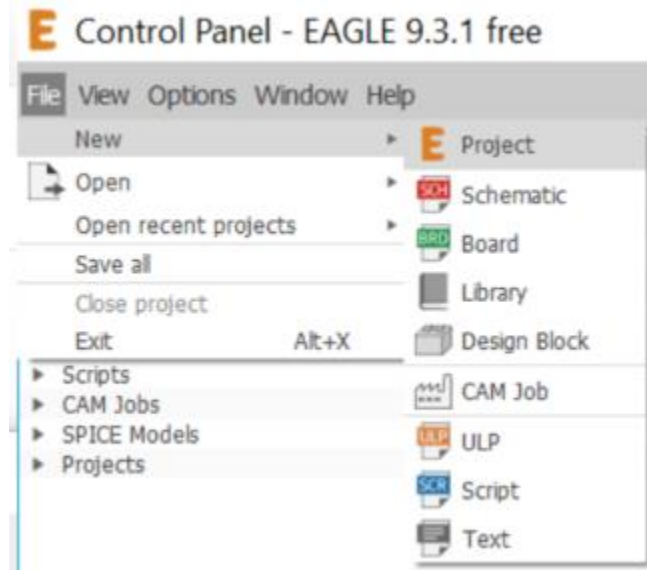 E Control Panel - EAGLE 9.3.1 free
File View Options Window Help
New
Open
Open recent projects
Save all
Close project
Exit Alt+X
Scripts
CAM Jobs
SPICE Models
Projects
E Project
SCH Schematic
BRD Board
Library
Design Block
CAM Job
ULP ULP
SCR Script
Text